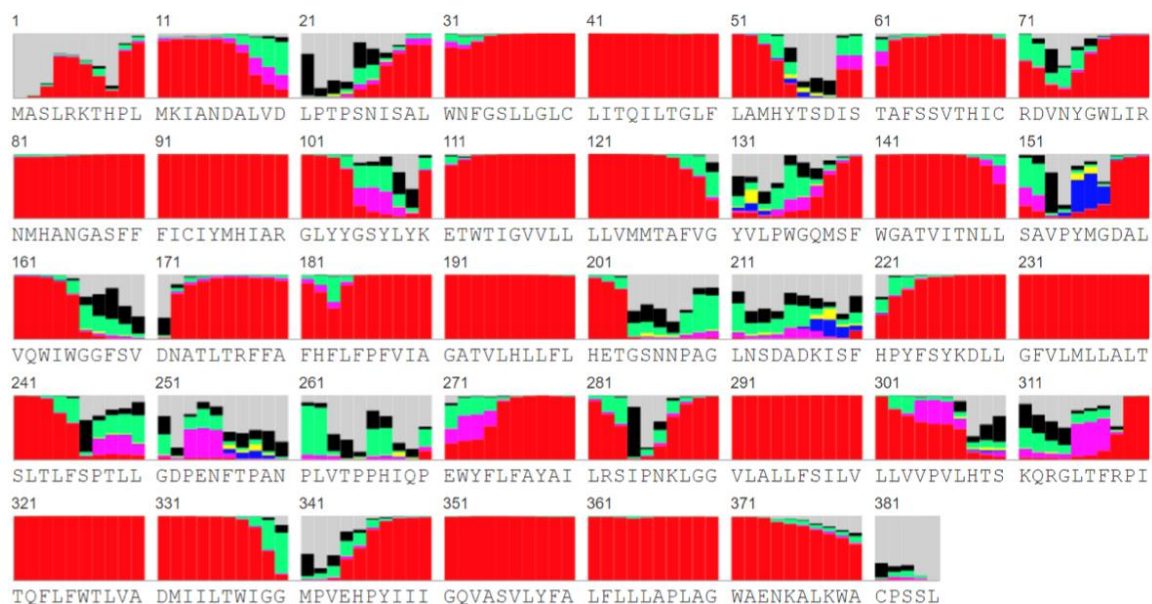 1 11 21 31 41 51 61 71
MASLRKTHPL MKIANDALVD LPTPSNISAL WNFGSLLGLC LITQILTGLF LAMHYTSDIS TAFSSVTHIC RDVNYGWLIR
81 91 101 111 121 131 141 151
NMHANGASFF FICIYMHIAR GLYYGSYLYK ETWTIGVVLL LLVMMTAFVG YVLPWGQMSF WGATVITNLL SAVPYMGDAL
161 171 181 191 201 211 221 231
VQWIWGGFSV DNATLTRFFA FHFLFPFVIA GATVLHLLFL HETGSNNPAG LNSDADKISF HPYFSYKDLL GFVLMLLALT
241 251 261 271 281 291 301 311
SLTLFSPTLL GDPENFTPAN PLVTPPHIQP EWYFLFAYAI LRSIPNKLGG VLALLFSILV LLVVPVLHTS KQRGLTFRPI
321 331 341 351 361 371 381
TQFLFWTLVA DMIILTWIGG MPVEHPYIII GQVASVLYFA LFLLLAPLAG WAENKALKWA CPSSL